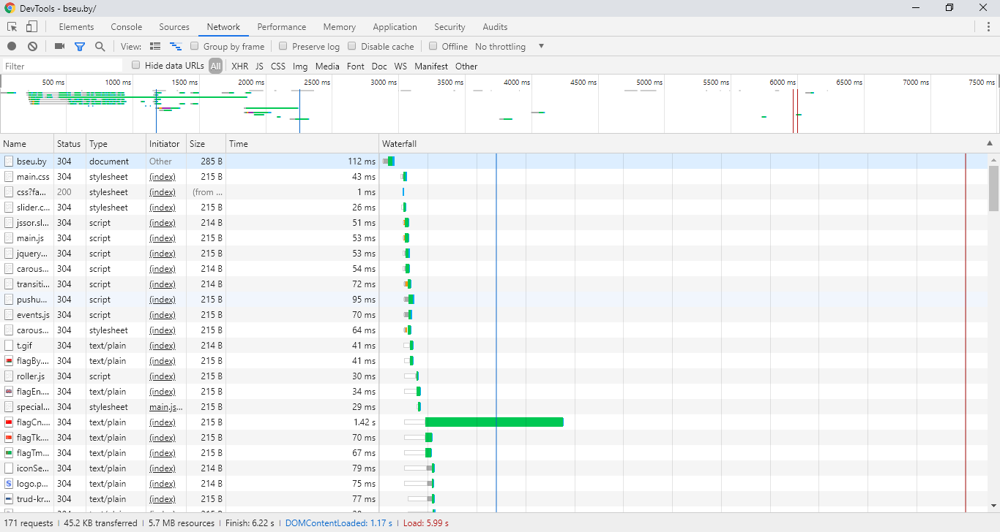 DevTools - bseu.by/
Elements Console Sources Network Performance Memory Application Security Audits
View: Group by frame Preserve log Disable cache Offline No throttling
Filter Hide data URLs All XHR JS CSS Img Media Font Doc WS Manifest Other
500 ms 1000 ms 1500 ms 2000 ms 2500 ms 3000 ms 3500 ms 4000 ms 4500 ms 5000 ms 5500 ms 6000 ms 6500 ms 7000 ms 7500 ms
Name Status Type Initiator Size Time Waterfall
bseu.by 304 document Other 285 B 112 ms
main.css 304 stylesheet (index) 215 B 43 ms
css?fa... 200 stylesheet (index) (from ... 1 ms
slider.c... 304 stylesheet (index) 215 B 26 ms
jssor.sl... 304 script (index) 214 B 51 ms
main.js 304 script (index) 215 B 53 ms
jquery... 304 script (index) 215 B 53 ms
carous... 304 script (index) 215 B 54 ms
transiti... 304 script (index) 214 B 72 ms
pushu... 304 script (index) 215 B 95 ms
events.js 304 script (index) 215 B 70 ms
carous... 304 stylesheet (index) 215 B 64 ms
t.gif 304 text/plain (index) 214 B 41 ms
flagBy.... 304 text/plain (index) 215 B 41 ms
roller.js 304 script (index) 215 B 30 ms
flagEn.... 304 text/plain (index) 215 B 34 ms
special... 304 stylesheet main.js... 215 B 29 ms
flagCn.... 304 text/plain (index) 215 B 1.42 s
flagTk.... 304 text/plain (index) 215 B 70 ms
flagTm... 304 text/plain (index) 215 B 67 ms
iconSe... 304 text/plain (index) 214 B 79 ms
logo.p... 304 text/plain (index) 214 B 75 ms
trud-kr... 304 text/plain (index) 215 B 77 ms
171 requests | 45.2 KB transferred | 5.7 MB resources | Finish: 6.22 s | DOMContentLoaded: 1.17 s | Load: 5.99 s